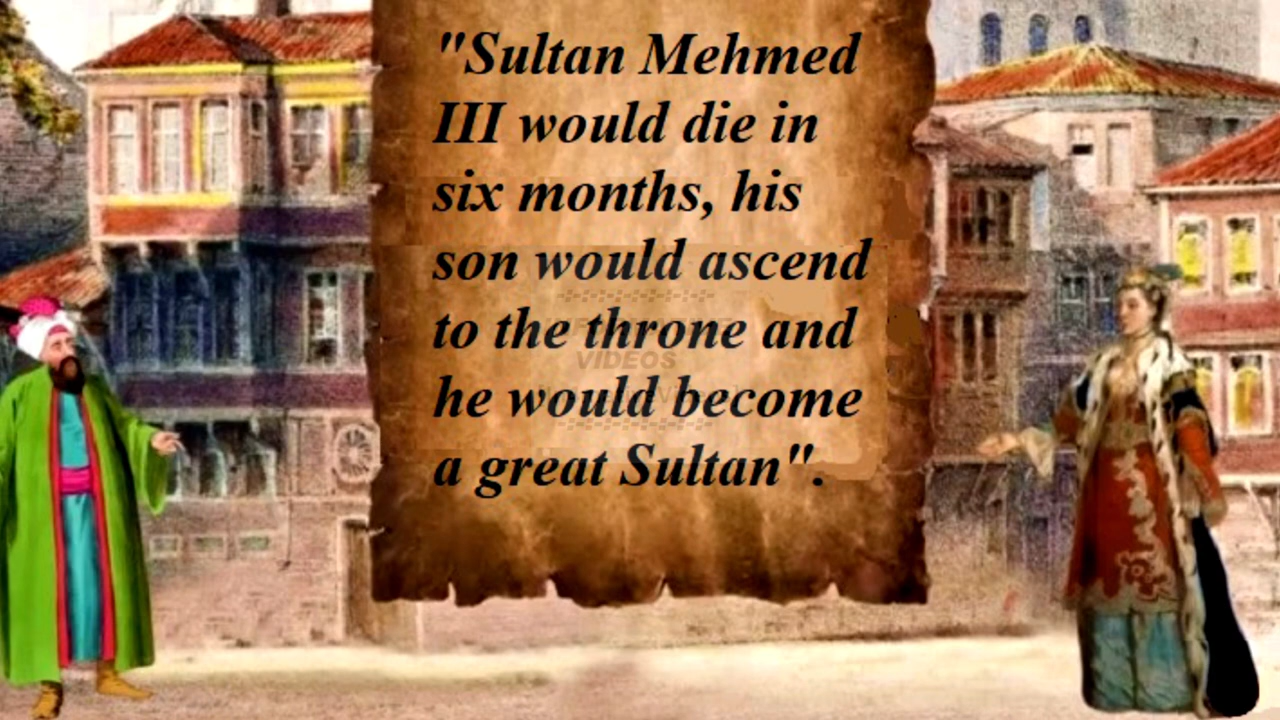 "Sultan Mehmed
III would die in
six months, his
son would ascend
to the throne and
he would become
a great Sultan".
VIDEOS